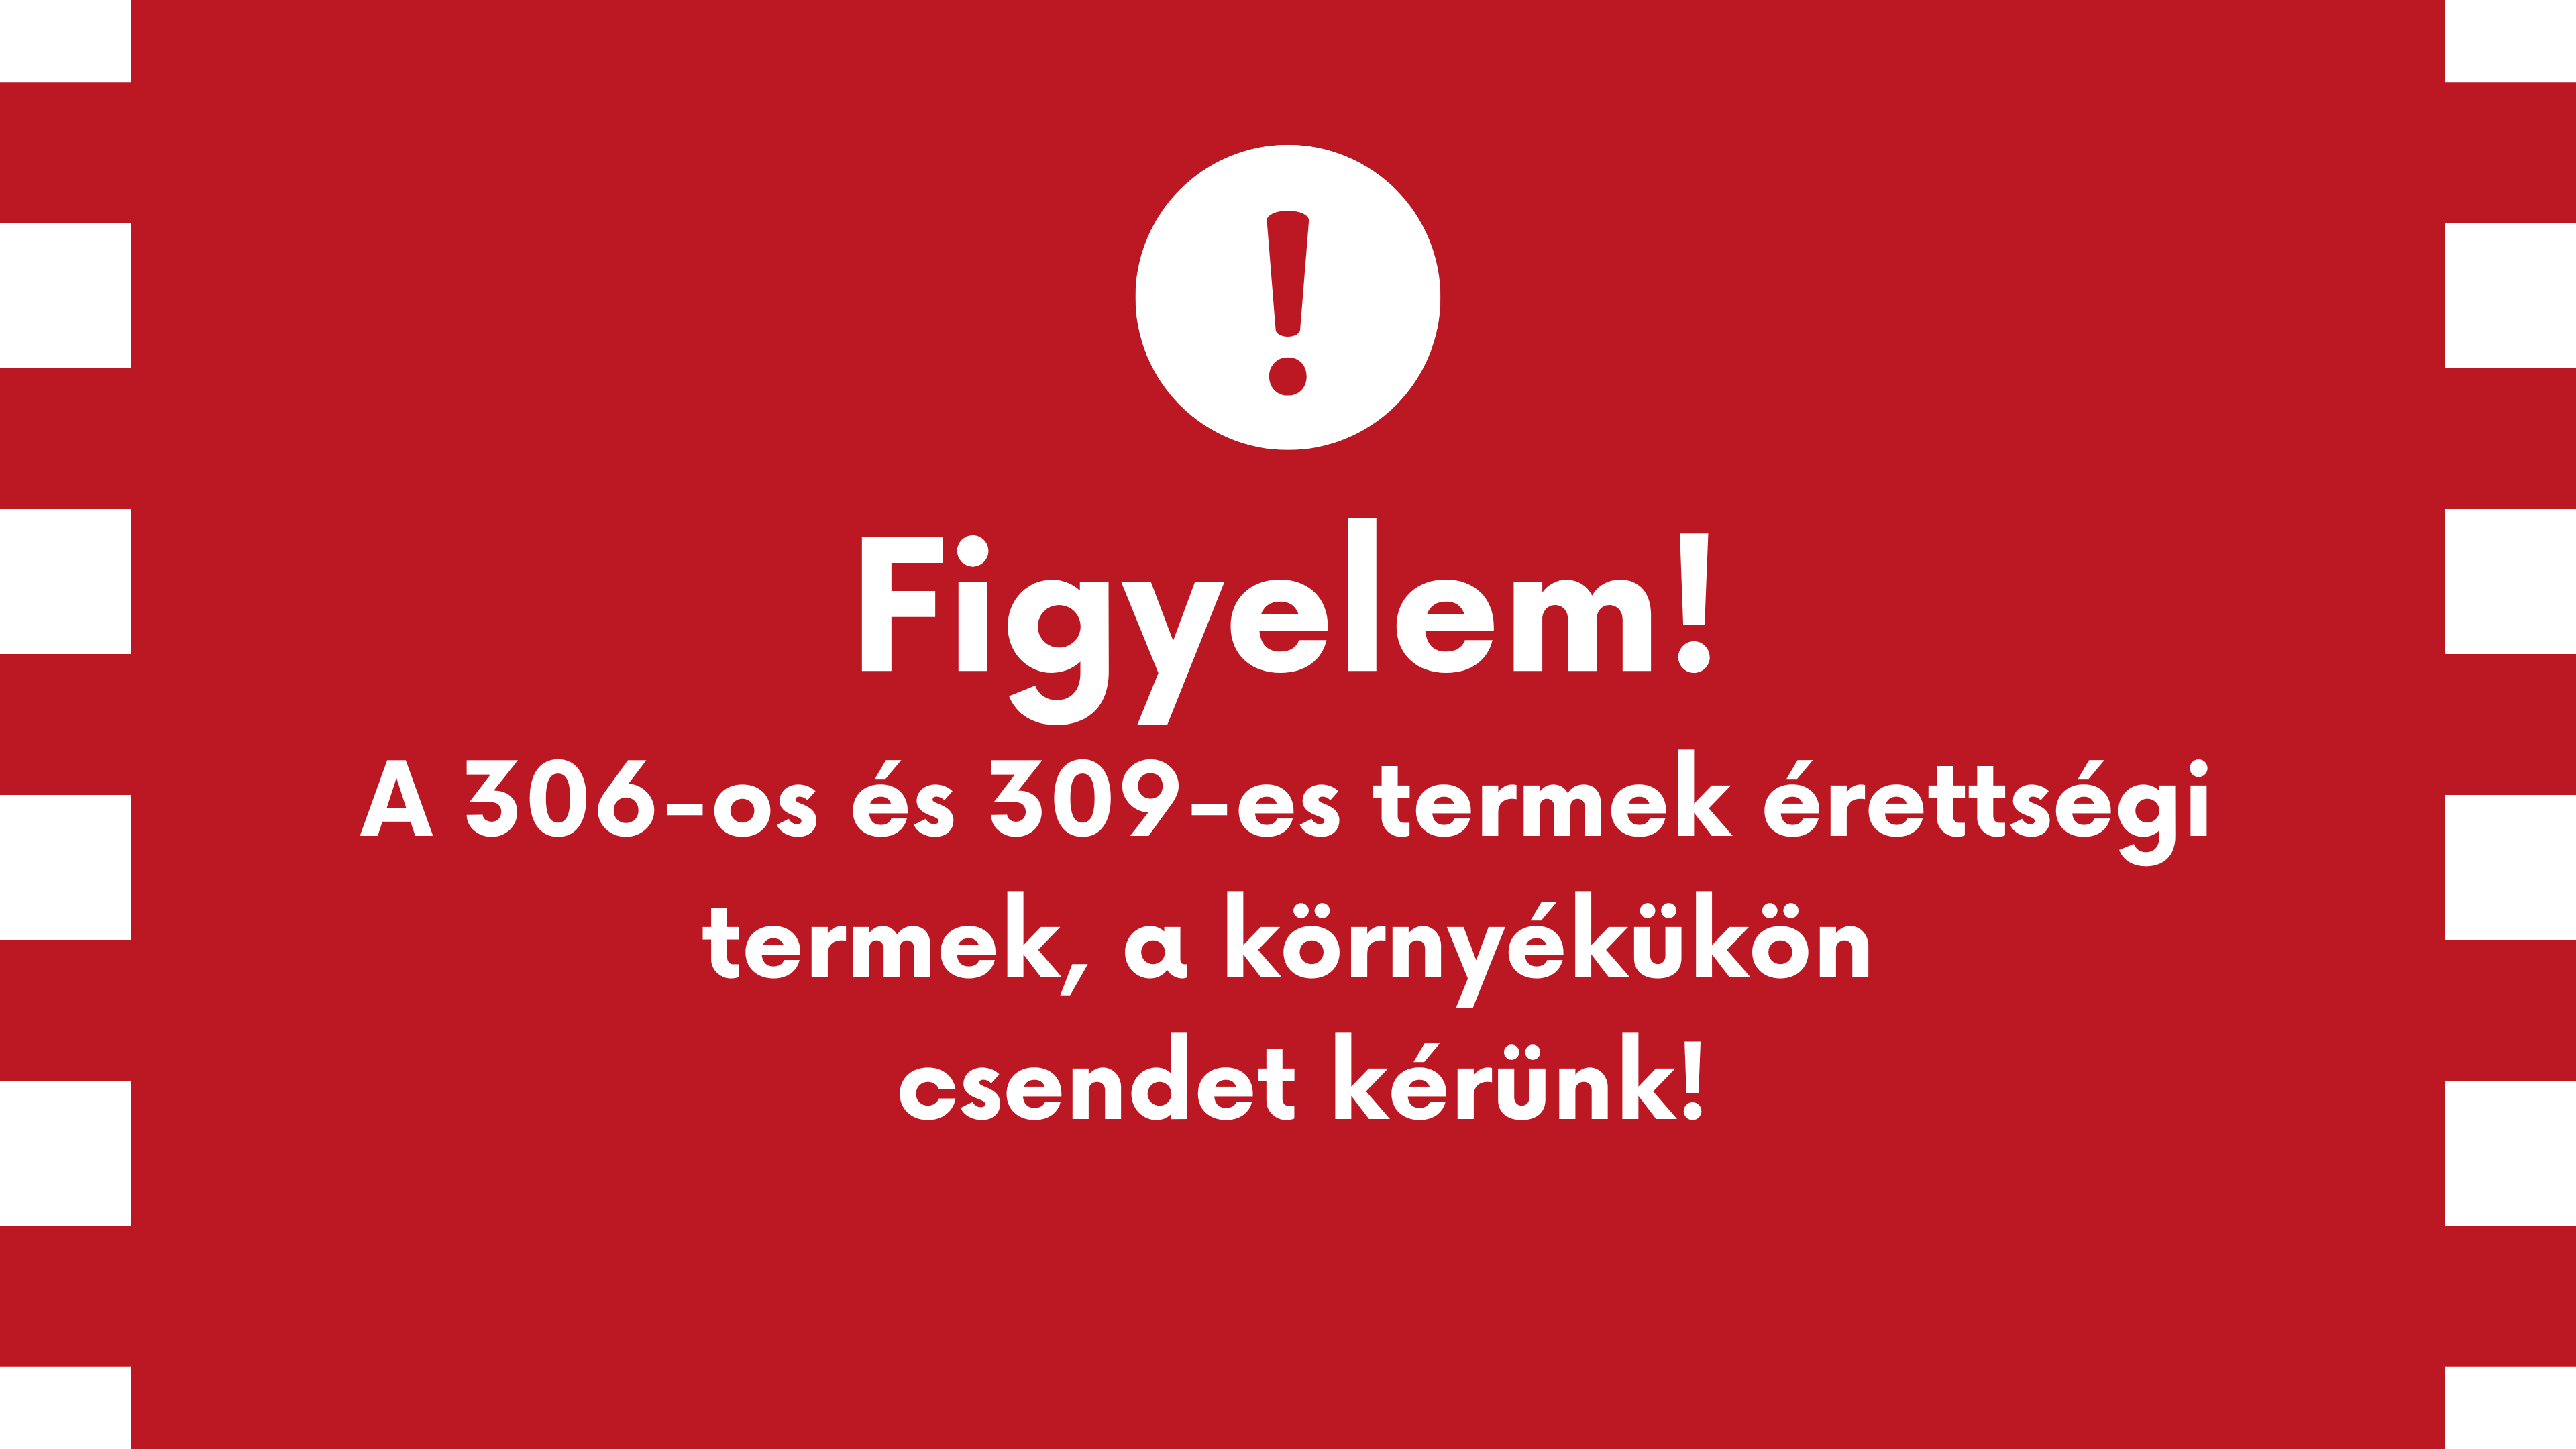 !
Figyelem!
A 306-os és 309-es termek érettségi
termek, a környékükön
csendet kérünk!